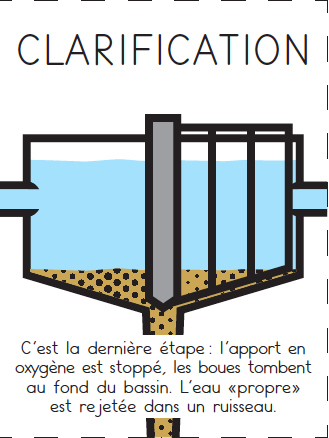 CLARIFICATION
C'est la dernière étape : l'apport en
oxygène est stoppé, les boues tombent
au fond du bassin. L'eau «propre»
est rejetée dans un ruisseau.